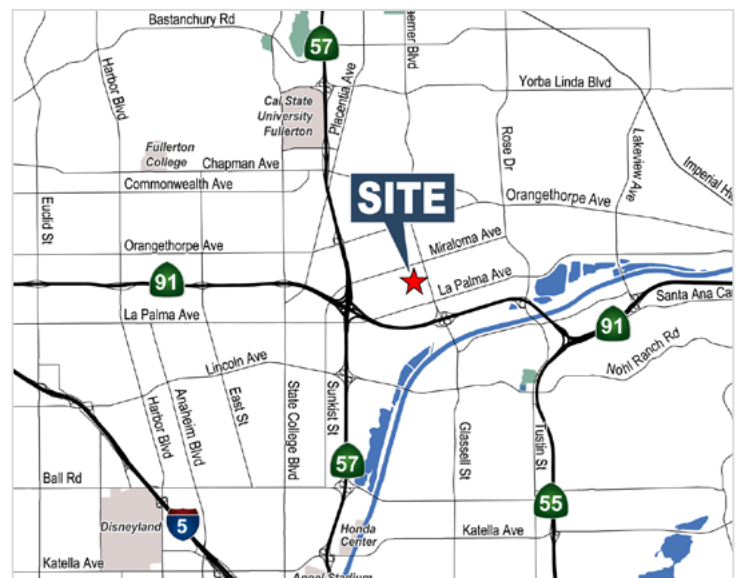 Bastanchury Rd
57
Placentia Ave
Harbor Blvd
Yorba Linda Blvd
Cal State
University
Fullerton
Rose Dr
Lakeview Ave
Fullerton
College
Chapman Ave
Commonwealth Ave
Imperial
SITE
Orangethorpe Ave
Euclid St
Orangethorpe Ave
Miraloma Ave
91
La Palma Ave
Santa Ana Ca
La Palma Ave
91
Nohl Ranch Rd
Lincoln Ave
Harbor Blvd
Anaheim Blvd
East St
State College Blvd
Sunkist St
Glassell St
Tustin St
57
Ball Rd
55
Disneyland
5
Honda
Center
Katella Ave
Katella Ave
Angel Stadium